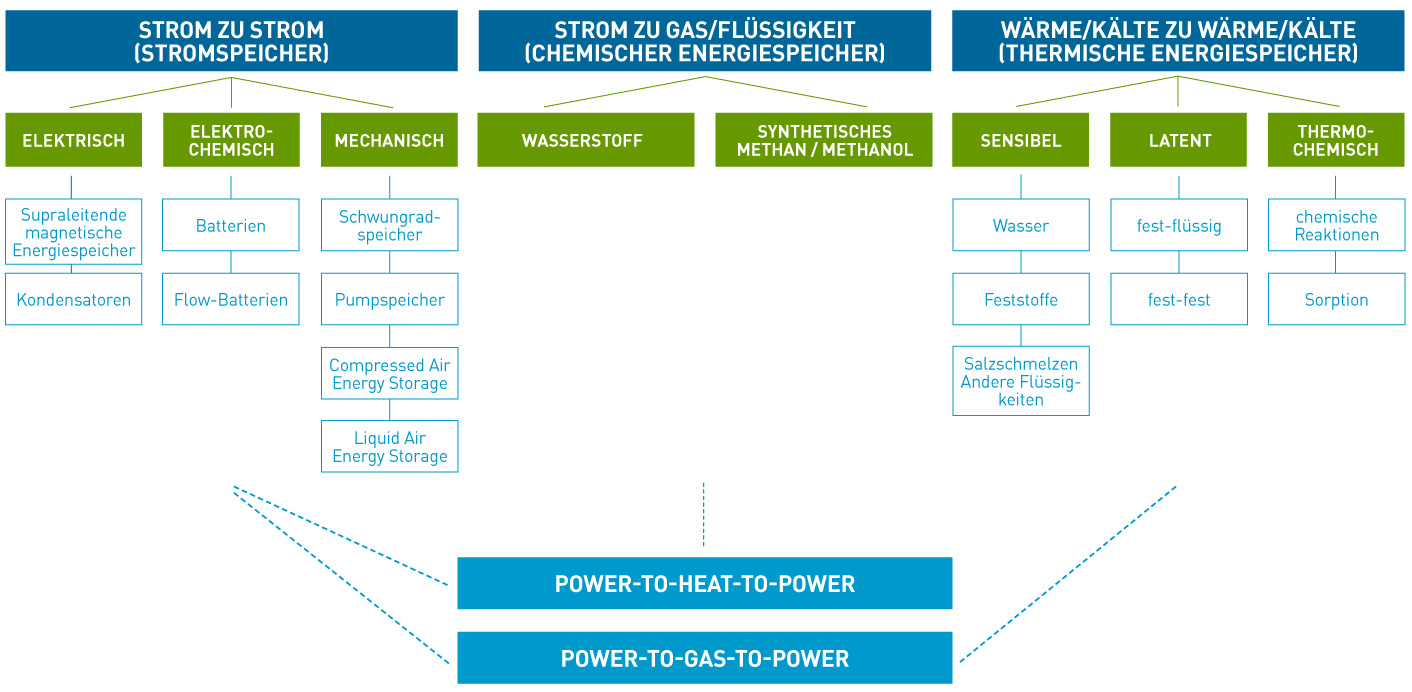 STROM ZU STROM
(STROMSPEICHER)
STROM ZU GAS/FLÜSSIGKEIT
(CHEMISCHER ENERGIESPEICHER)
WÄRME/KÄLTE ZU WÄRME/KÄLTE
(THERMISCHE ENERGIESPEICHER)
ELEKTRISCH
ELEKTRO-
CHEMISCH
MECHANISCH
WASSERSTOFF
SYNTHETISCHES
METHAN / METHANOL
SENSIBEL
LATENT
THERMO-
CHEMISCH
Supraleitende
magnetische
Energiespeicher
Batterien
Schwungrad-
speicher
Wasser
fest-flüssig
chemische
Reaktionen
Kondensatoren
Flow-Batterien
Pumpspeicher
Feststoffe
fest-fest
Sorption
Compressed Air
Energy Storage
Salzschmelzen
Andere Flüssig-
keiten
Liquid Air
Energy Storage
POWER-TO-HEAT-TO-POWER
POWER-TO-GAS-TO-POWER